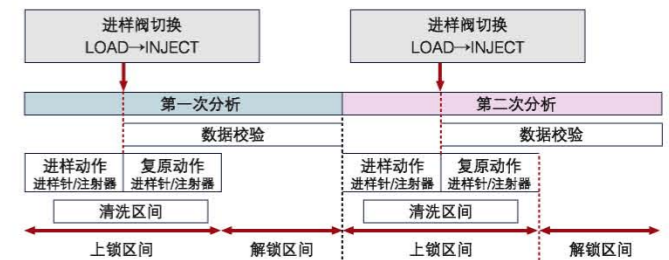 进样阀切换
LOAD→INJECT
进样阀切换
LOAD→INJECT
第一次分析
第二次分析
数据校验
数据校验
进样动作
进样针/注射器
复原动作
进样针/注射器
进样动作
进样针/注射器
复原动作
进样针/注射器
清洗区间
清洗区间
上锁区间
解锁区间
上锁区间
解锁区间